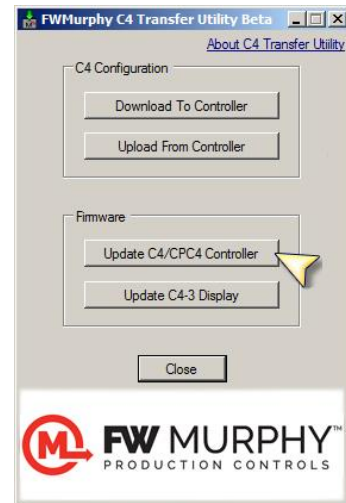 FWMurphy C4 Transfer Utility Beta
About C4 Transfer Utility
C4 Configuration
Download To Controller
Upload From Controller
Firmware
Update C4/CPC4 Controller
Update C4-3 Display
Close
FW MURPHY™
PRODUCTION CONTROLS